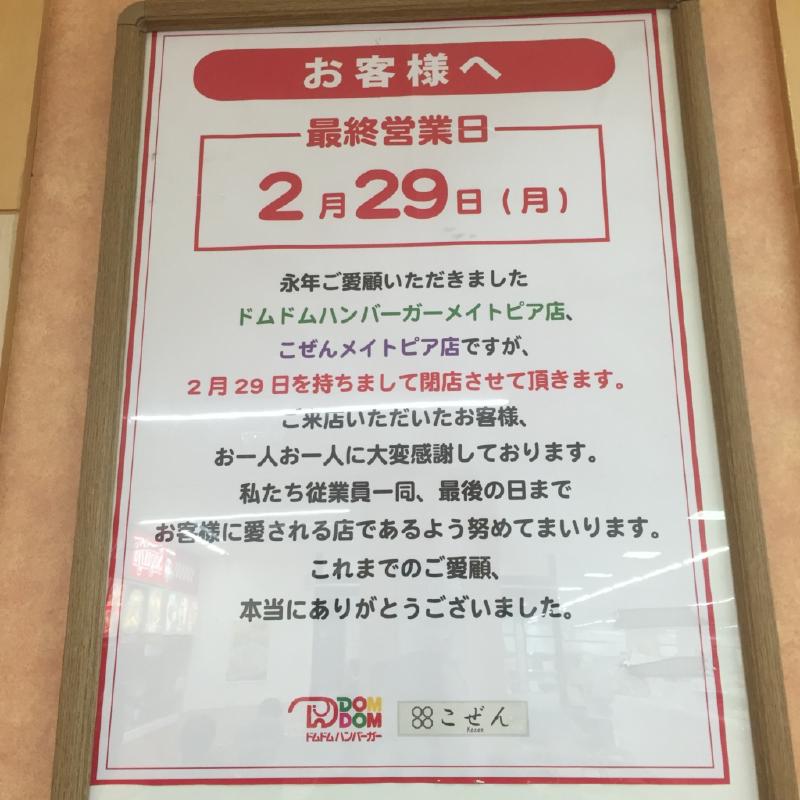 お客様へ
最終営業日
2月29日(月)
永年ご愛顧いただきました
ドムドムハンバーガーメイトピア店、
こぜんメイトピア店ですが、
2月29日を持ちまして閉店させて頂きます。
ご来店いただいたお客様、
お一人お一人に大変感謝しております。
私たち従業員一同、最後の日まで
お客様に愛される店であるよう努めてまいります。
これまでのご愛顧、
本当にありがとうございました。
DOM
DOM
ドムドムハンバーガー
こぜん
Kozen